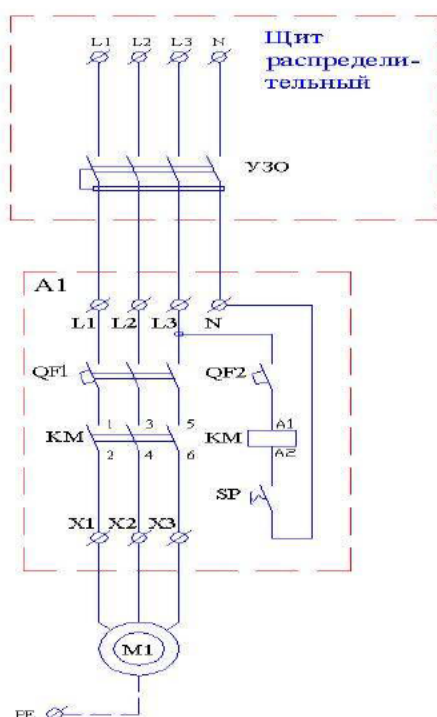 L1 L2 L3 N
Щит
распредели-
тельный
УЗО
A1
L1 L2 L3 N
QF1
QF2
1 3 5
KM
2 4 6
KM
A1
A2
SP
X1 X2 X3
M1
PE